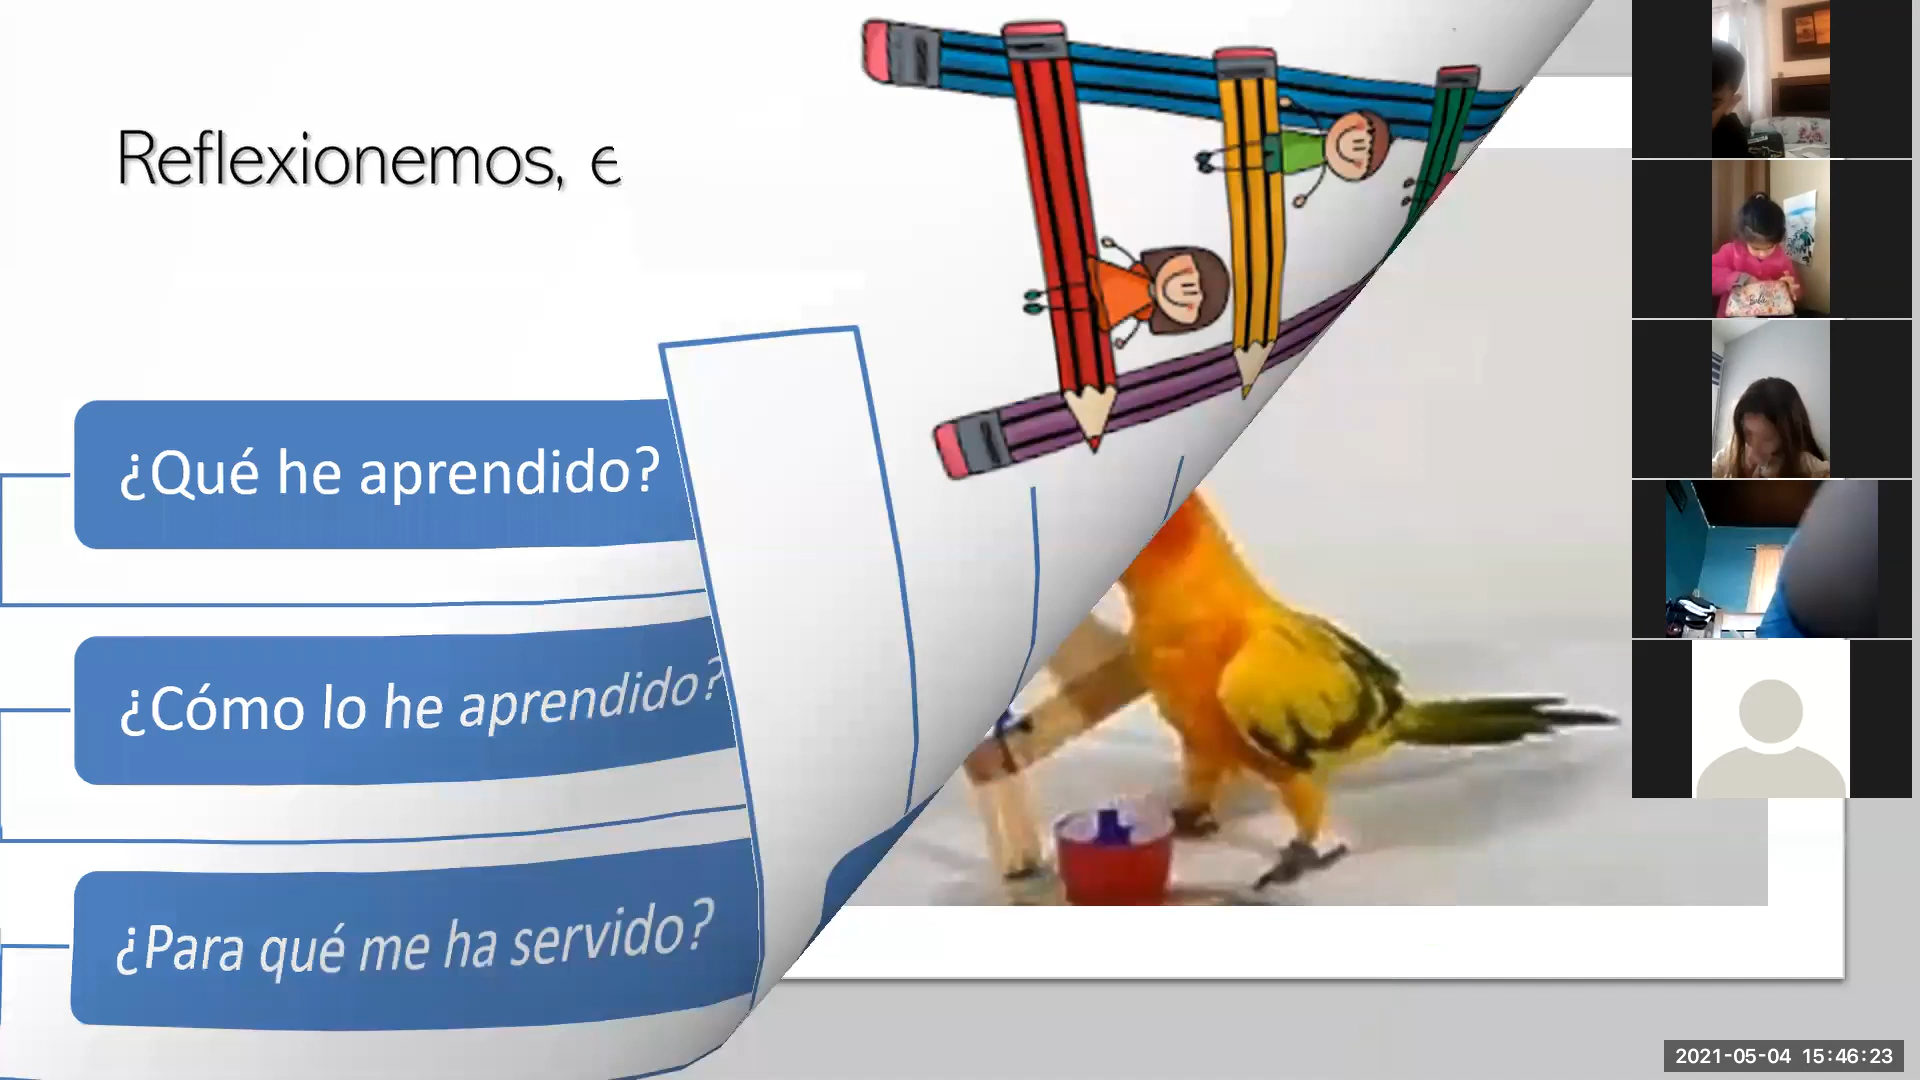 Reflexionemos, e
¿Qué he aprendido?
¿Cómo lo he aprendido?
¿Para qué me ha servido?
2021-05-04 15:46:23